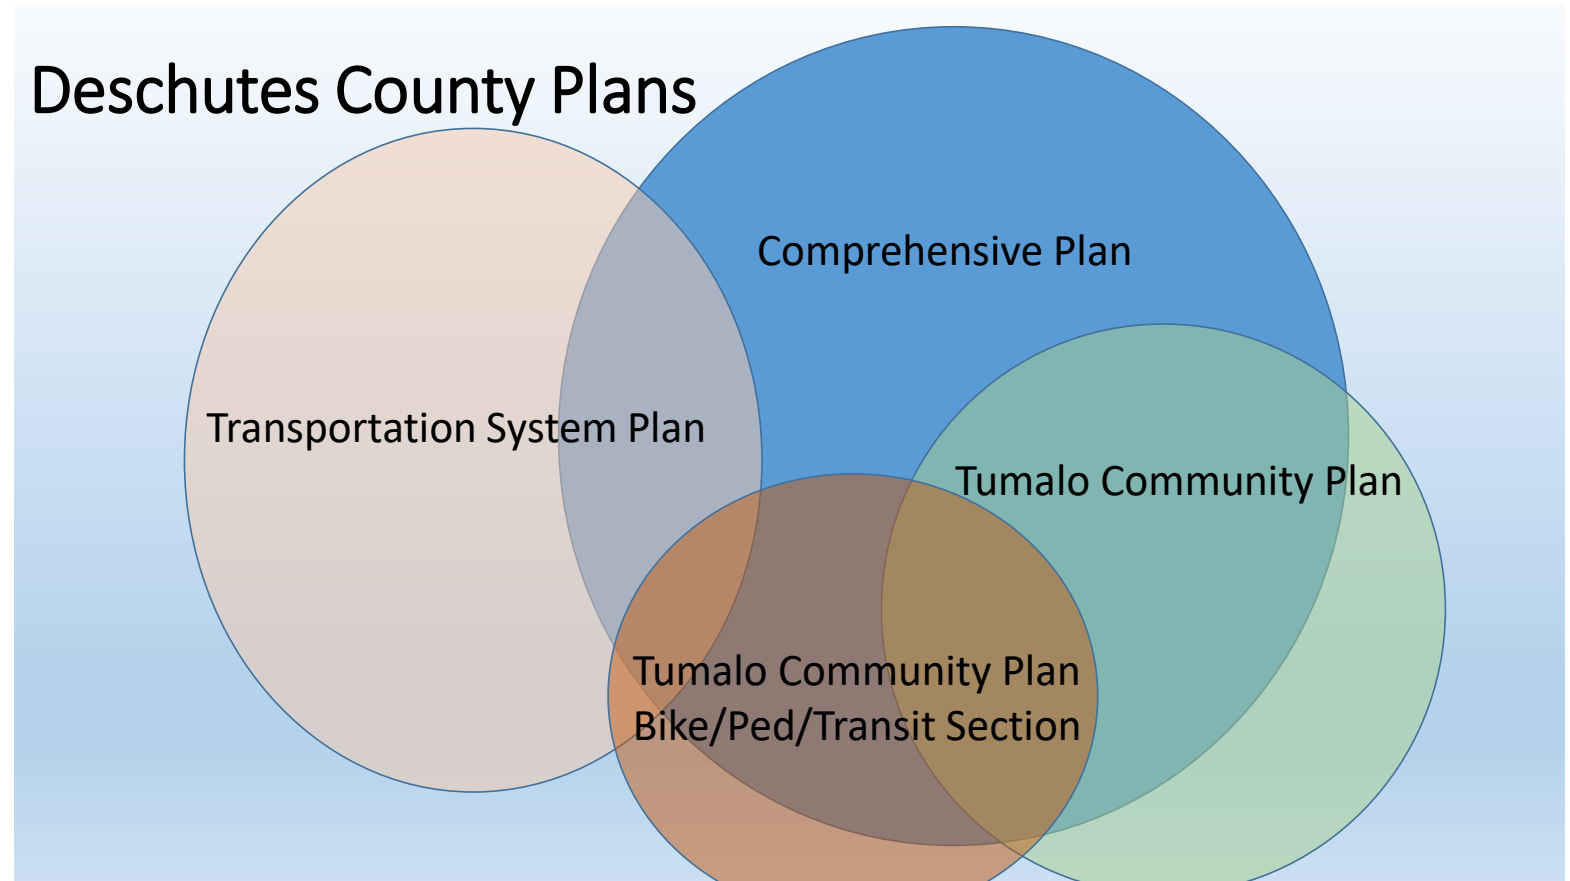 Deschutes County Plans
Comprehensive Plan
Transportation System Plan
Tumalo Community Plan
Tumalo Community Plan
Bike/Ped/Transit Section